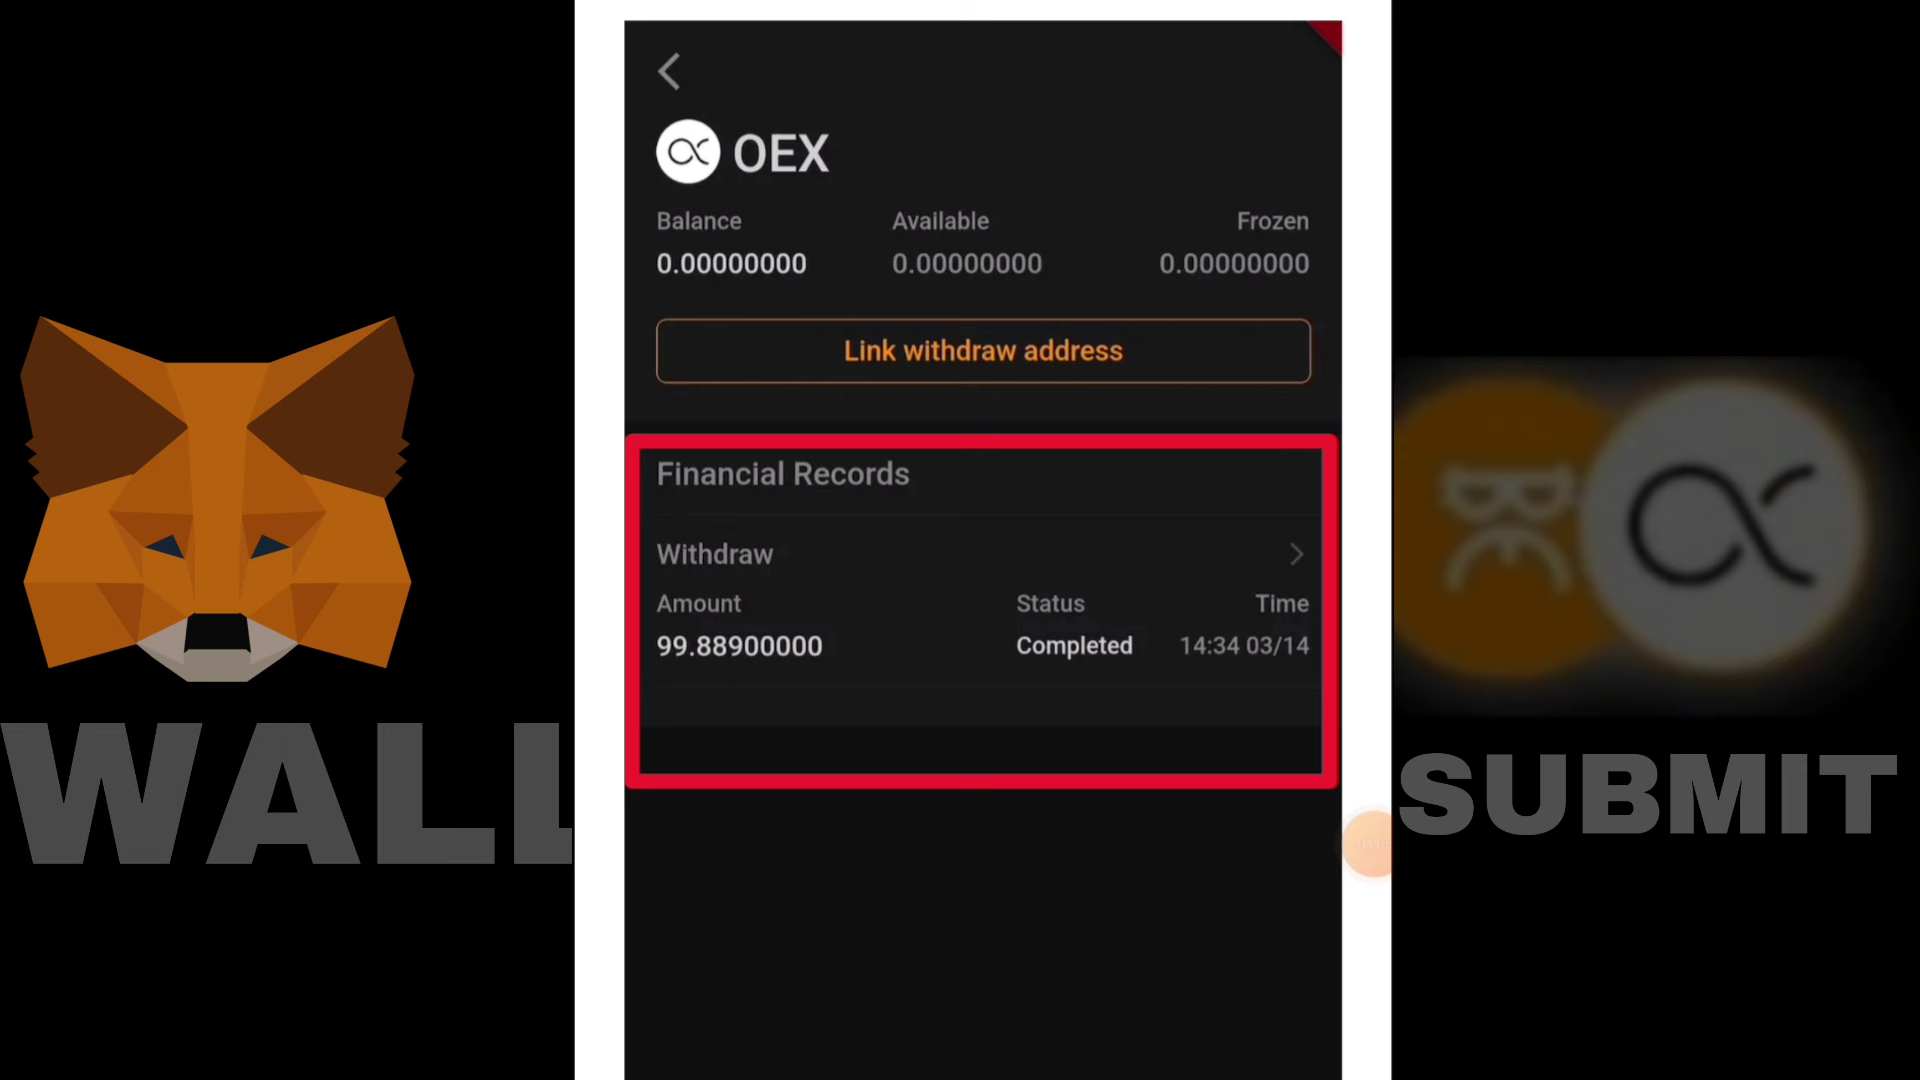 OEX
Balance Available Frozen
0.00000000 0.00000000 0.00000000
Link withdraw address
Financial Records
Withdraw
Amount Status Time
99.88900000 Completed 14:34 03/14
WALL
SUBMIT